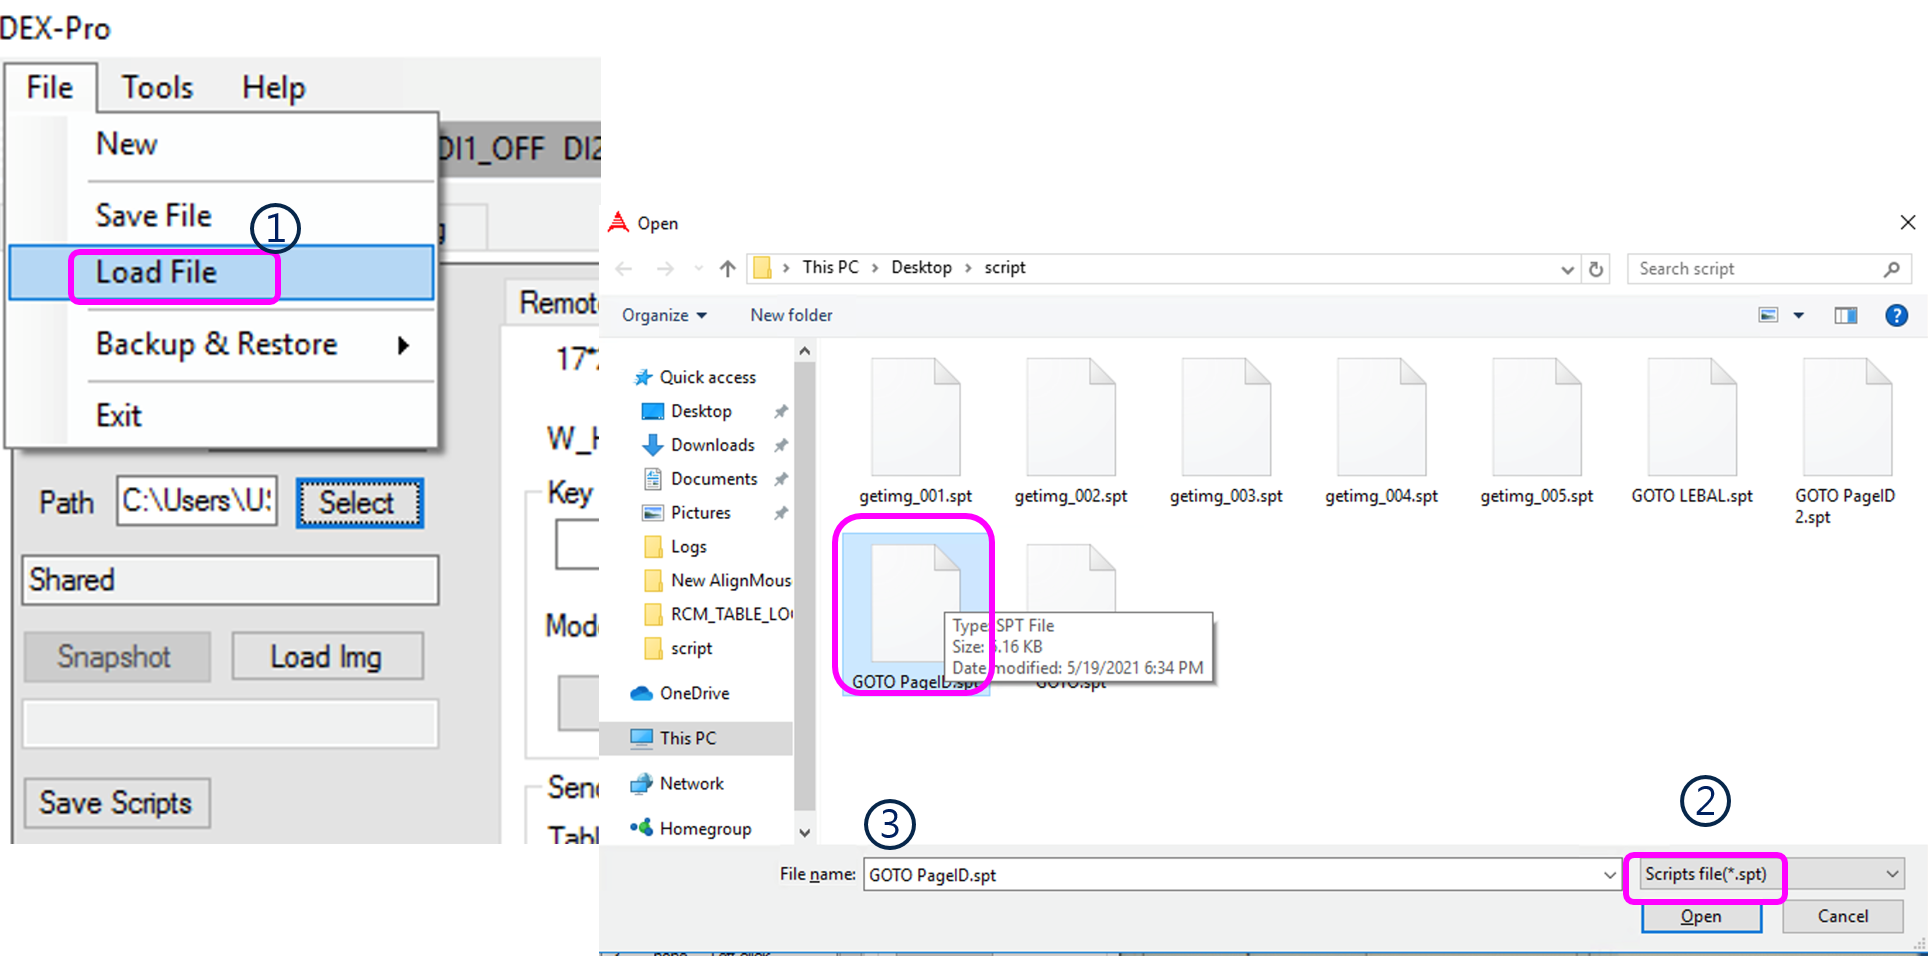 DEX-Pro
File Tools Help
New
DI1_OFF DI2
Save File
①
Load File
Backup & Restore
Exit
Remot
17*
W_H
Path C:\Users\U: Select
Key
Shared
Mod
Snapshot Load Img
Save Scripts
Send
Tabl
Open
This PC > Desktop > script
Search script
Organize New folder
Quick access
Desktop
Downloads
Documents
Pictures
Logs
New AlignMous
RCM_TABLE_LO
script
OneDrive
This PC
Network
Homegroup
getimg_001.spt getimg_002.spt getimg_003.spt getimg_004.spt getimg_005.spt GOTO LEBAL.spt GOTO PageID
2.spt
GOTO PageID.spt GOTO.spt
Type: SPT File
Size: 5.16 KB
Date modified: 5/19/2021 6:34 PM
③
②
File name: GOTO PageID.spt Scripts file(*.spt)
Open Cancel